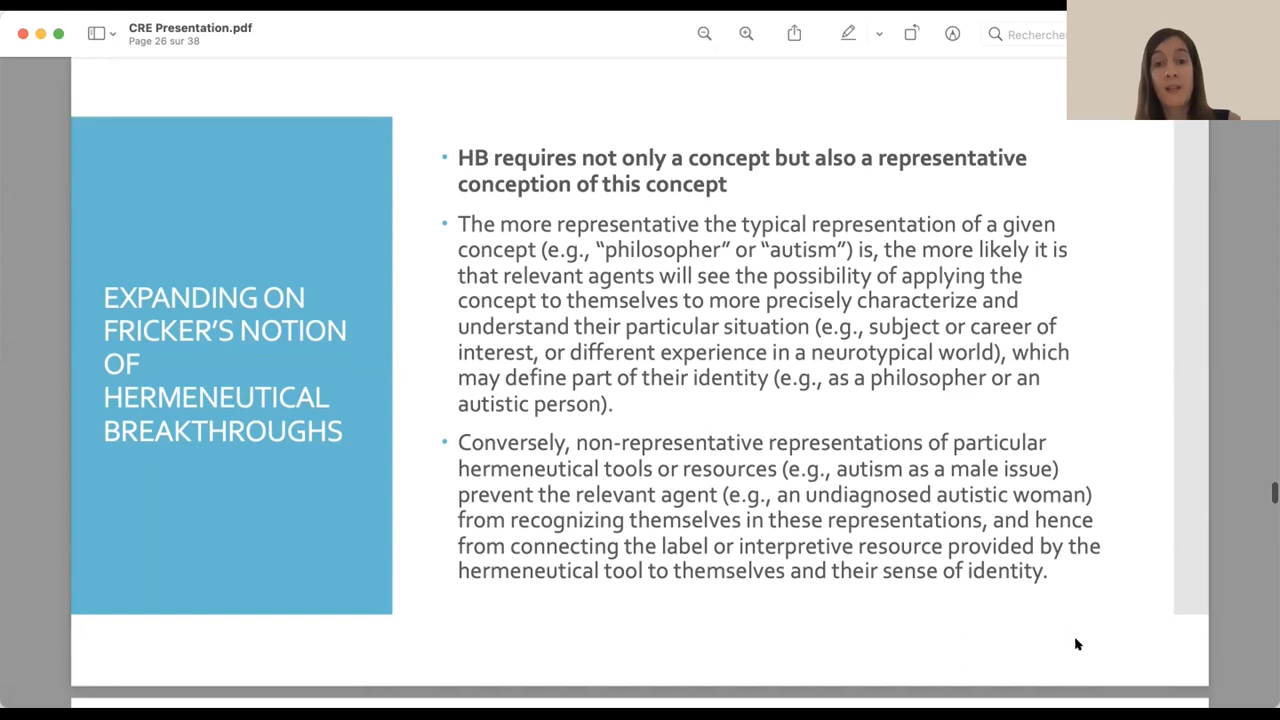 CRE Presentation.pdf
Page 26 sur 38
Rechercher
EXPANDING ON
FRICKER'S NOTION
OF
HERMENEUTICAL
BREAKTHROUGHS
• HB requires not only a concept but also a representative
conception of this concept
• The more representative the typical representation of a given
concept (e.g., “philosopher” or “autism”) is, the more likely it is
that relevant agents will see the possibility of applying the
concept to themselves to more precisely characterize and
understand their particular situation (e.g., subject or career of
interest, or different experience in a neurotypical world), which
may define part of their identity (e.g., as a philosopher or an
autistic person).
• Conversely, non-representative representations of particular
hermeneutical tools or resources (e.g., autism as a male issue)
prevent the relevant agent (e.g., an undiagnosed autistic woman)
from recognizing themselves in these representations, and hence
from connecting the label or interpretive resource provided by the
hermeneutical tool to themselves and their sense of identity.